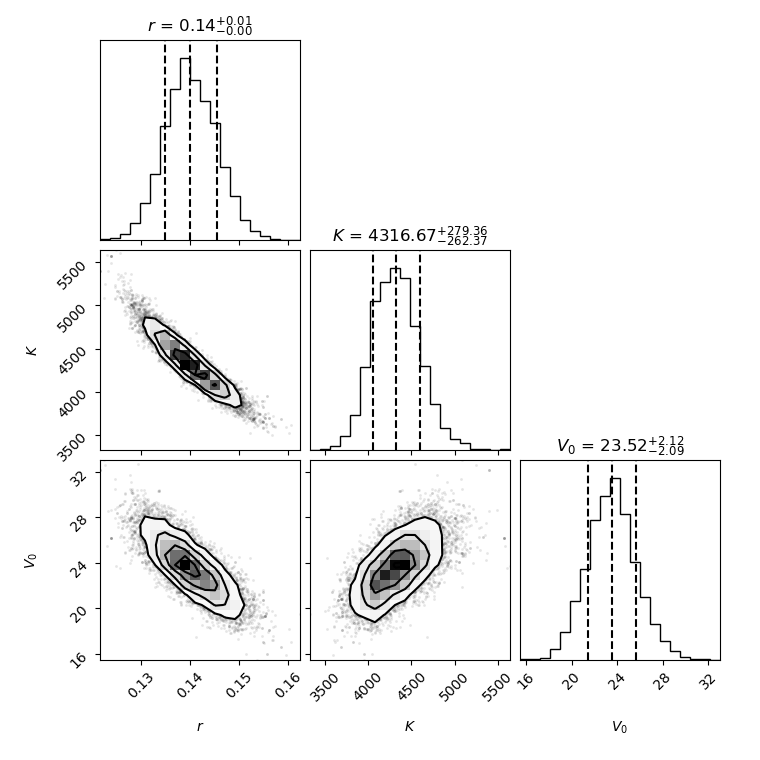 r = 0.14+0.01 −0.00
K = 4316.67+279.36 −262.37
5500
5000
4500
4000
3500
K
V0 = 23.52+2.12 −2.09
32
28
24
20
16
V0
0.13 0.14 0.15 0.16
3500 4000 4500 5000 5500
16 20 24 28 32
r
K
V0